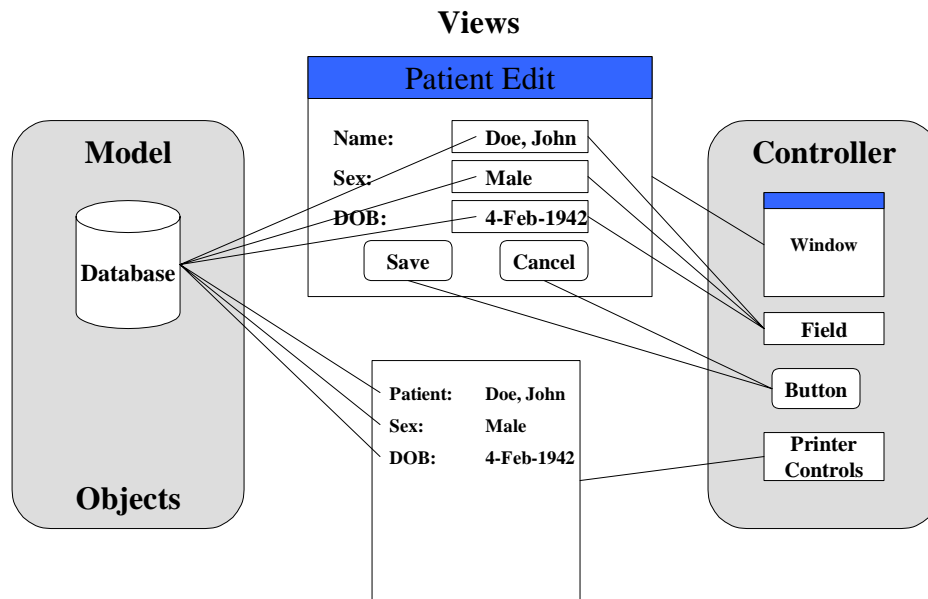 Views
Patient Edit
Name: Doe, John
Sex: Male
DOB: 4-Feb-1942
Save Cancel
Model
Database
Objects
Patient: Doe, John
Sex: Male
DOB: 4-Feb-1942
Controller
Window
Field
Button
Printer
Controls